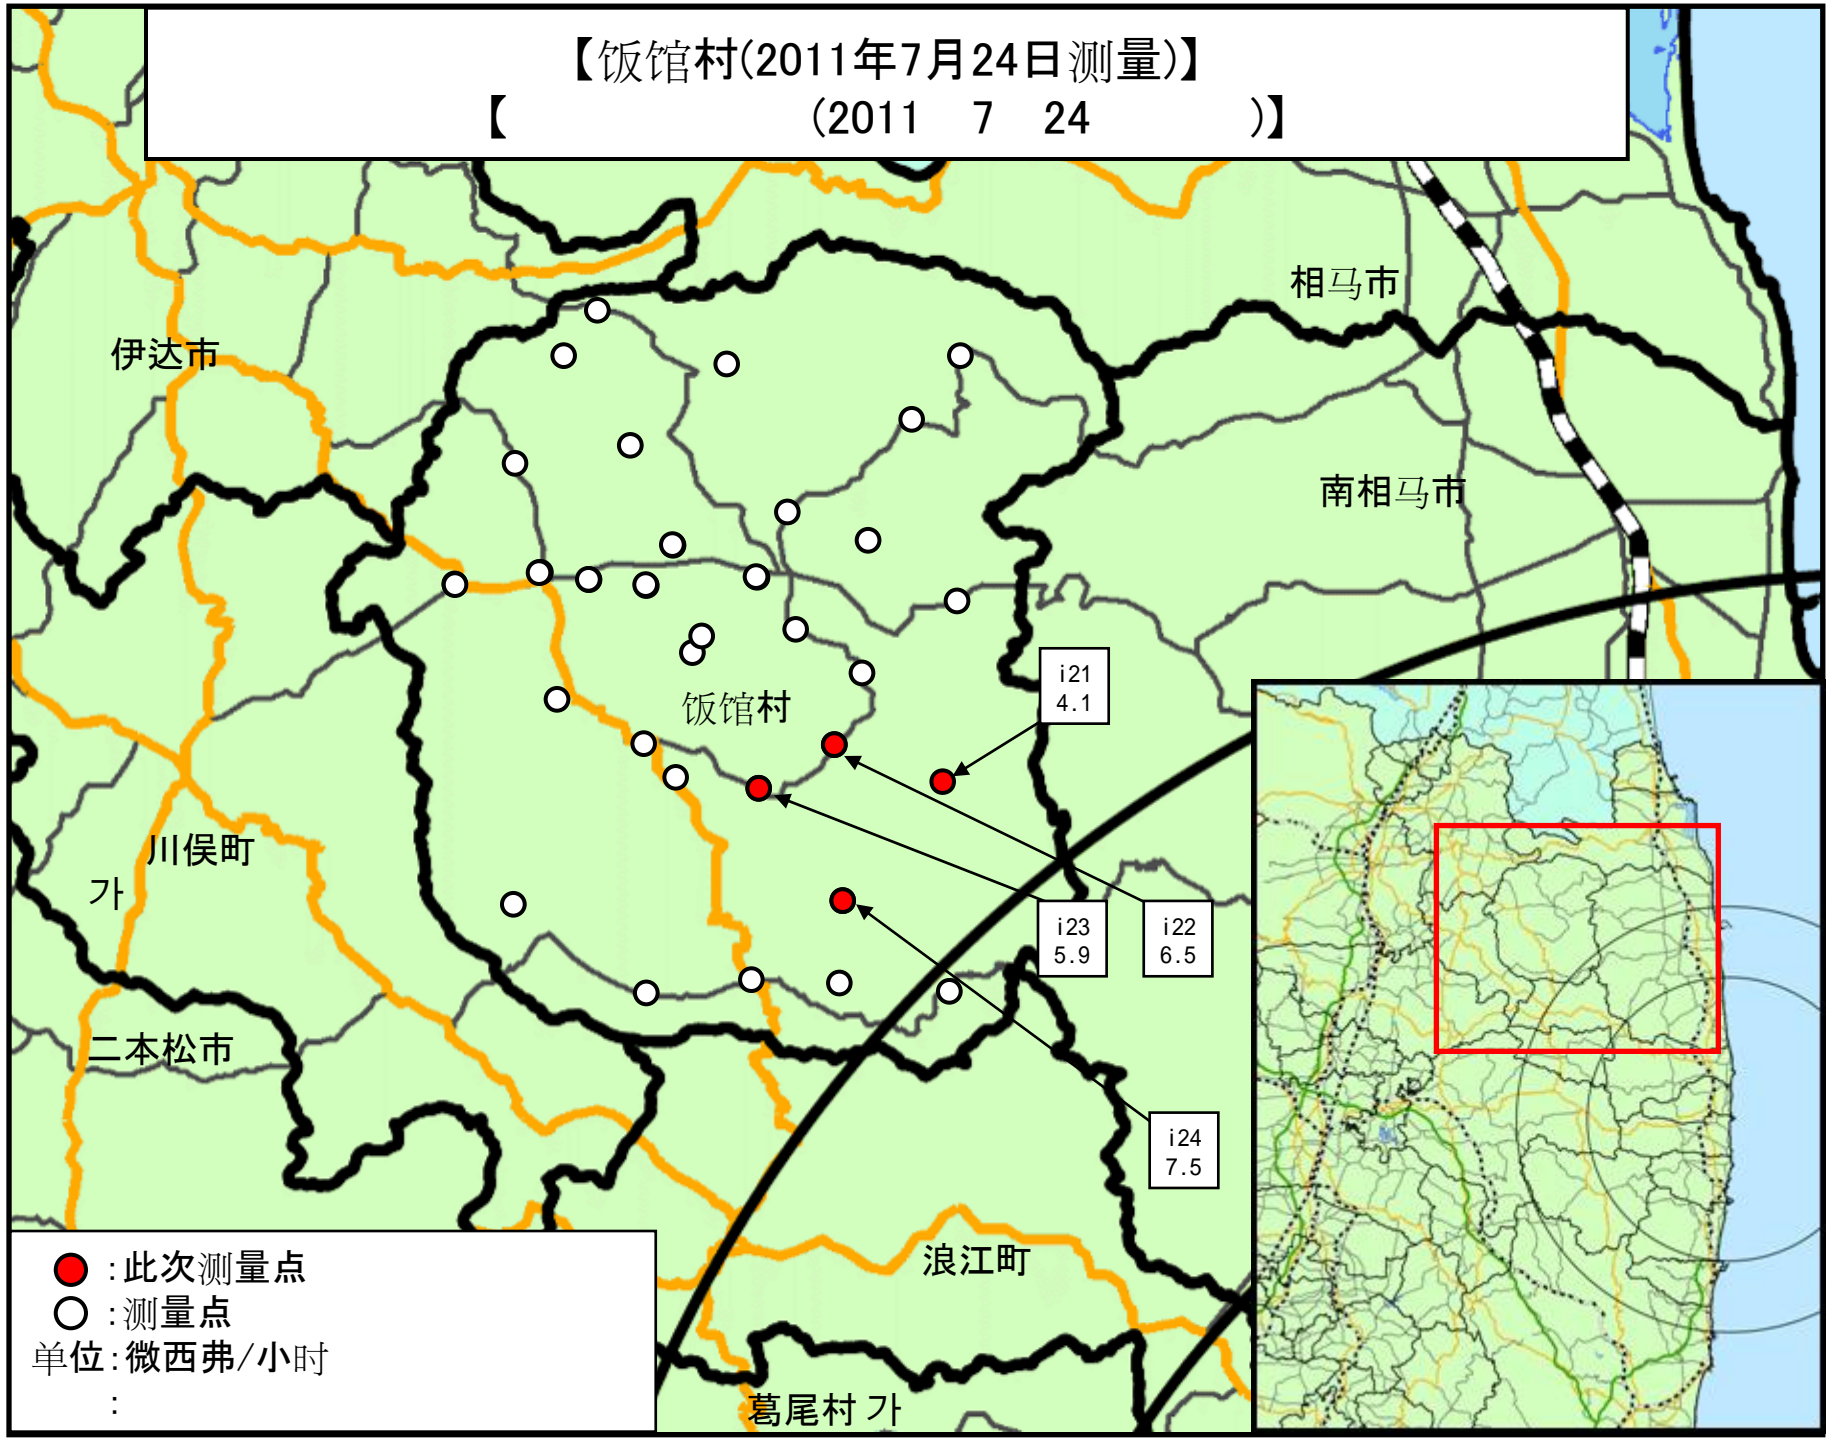 【饭馆村(2011年7月24日测量)】
【 (2011 7 24 )】
相马市
伊达市
南相马市
i21
4.1
饭馆村
川俣町
가
i23
5.9
i22
6.5
二本松市
i24
7.5
浪江町
:此次测量点
:测量点
单位:微西弗/小时
:
葛尾村 가